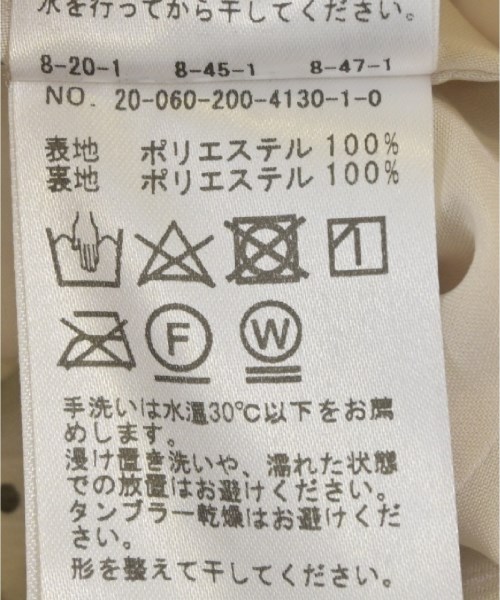 水を行ってから干してください。
8-20-1 8-45-1 8-47-1
NO. 20-060-200-4130-1-0
表地 ポリエステル 100%
裏地 ポリエステル 100%
F W
手洗いは水温30℃以下をお薦
めします。
浸け置き洗いや、濡れた状態
での放置はお避けください。
タンブラー乾燥はお避けくだ
さい。
形を整えて干してください。